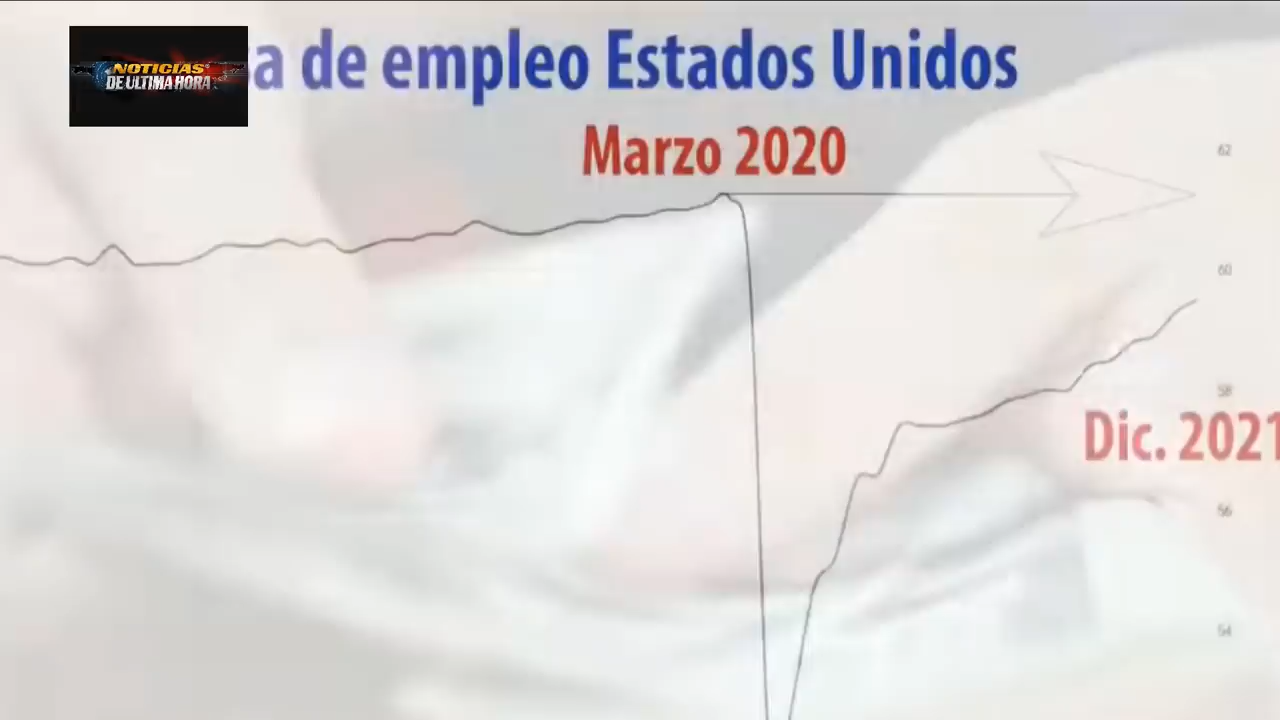 NOTICIAS
DE ULTIMA HORA
a de empleo Estados Unidos
Marzo 2020
62
60
58
Dic. 2021
56
54